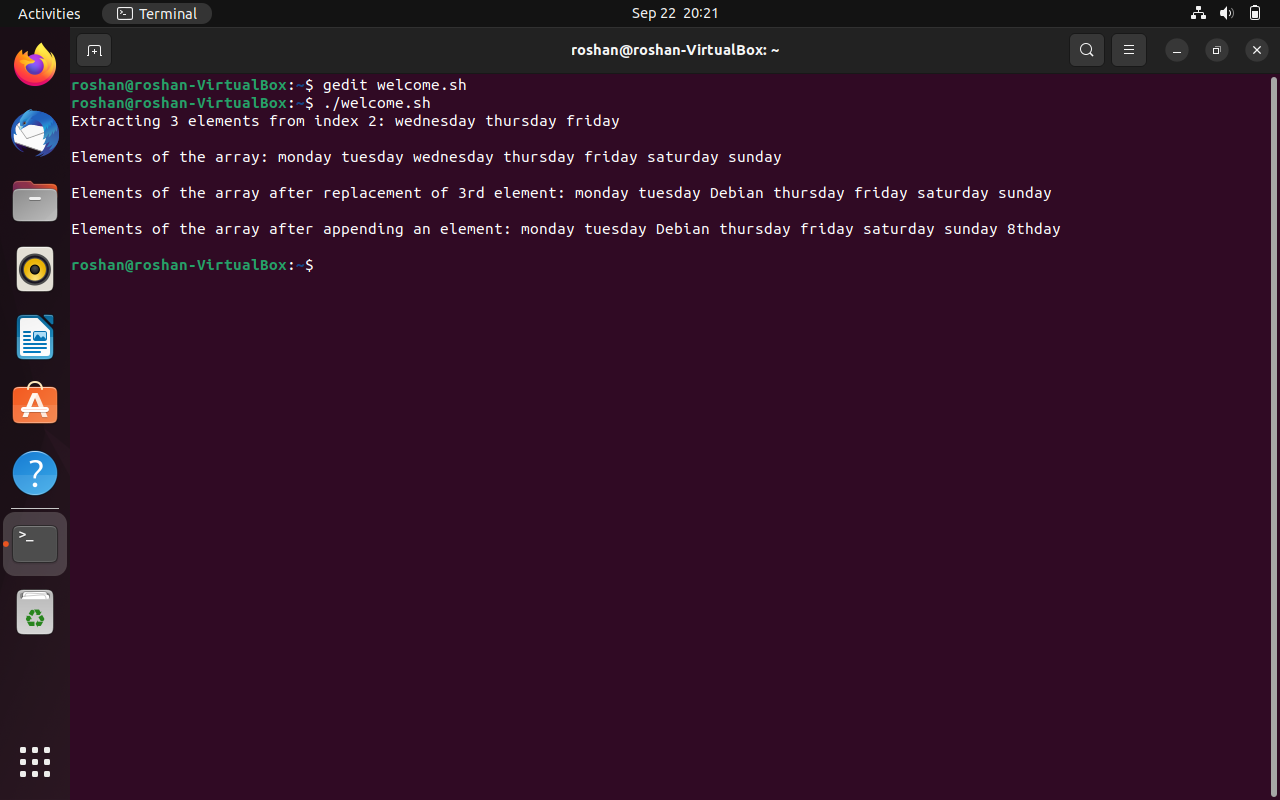 Activities Terminal Sep 22 20:21
roshan@roshan-VirtualBox: ~
roshan@roshan-VirtualBox:~$ gedit welcome.sh
roshan@roshan-VirtualBox:~$ ./welcome.sh
Extracting 3 elements from index 2: wednesday thursday friday
Elements of the array: monday tuesday wednesday thursday friday saturday sunday
Elements of the array after replacement of 3rd element: monday tuesday Debian thursday friday saturday sunday
Elements of the array after appending an element: monday tuesday Debian thursday friday saturday sunday 8thday
roshan@roshan-VirtualBox:~$